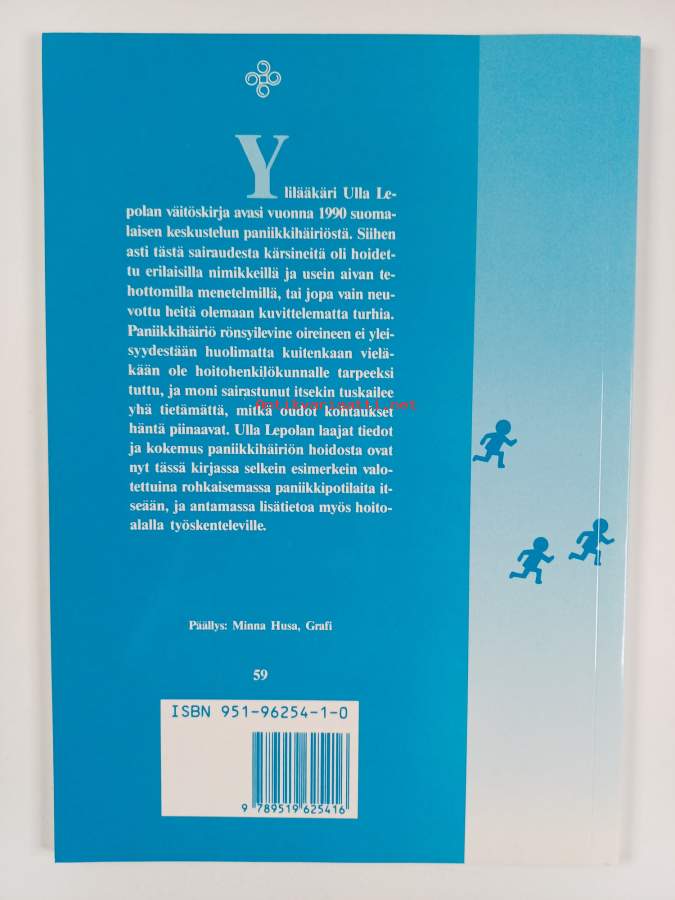 Ylilääkäri Ulla Le-
polan väitöskirja avasi vuonna 1990 suoma-
laisen keskustelun paniikkihäiriöstä. Siihen
asti tästä sairaudesta kärsineitä oli hoidet-
tu erilaisilla nimikkeillä ja usein aivan te-
hottomilla menetelmillä, tai jopa vain neu-
vottu heitä olemaan kuvittelematta turhia.
Paniikkihäiriö rönsyilevine oireineen ei ylei-
syydestään huolimatta kuitenkaan vielä-
kään ole hoitohenkilökunnalle tarpeeksi
tuttu, ja moni sairastunut itsekin tuskailee
yhä tietämättä, mitkä oudot kohtaukset
häntä piinaavat. Ulla Lepolan laajat tiedot
ja kokemus paniikkihäiriön hoidosta ovat
nyt tässä kirjassa selkein esimerkein valo-
tettuina rohkaisemassa paniikkipotilaita it-
seään, ja antamassa lisätietoa myös hoito-
alalla työskenteleville.
Antikvariaatti.net
Päällys: Minna Husa, Grafi
59
ISBN 951-96254-1-0
9 789519 625416